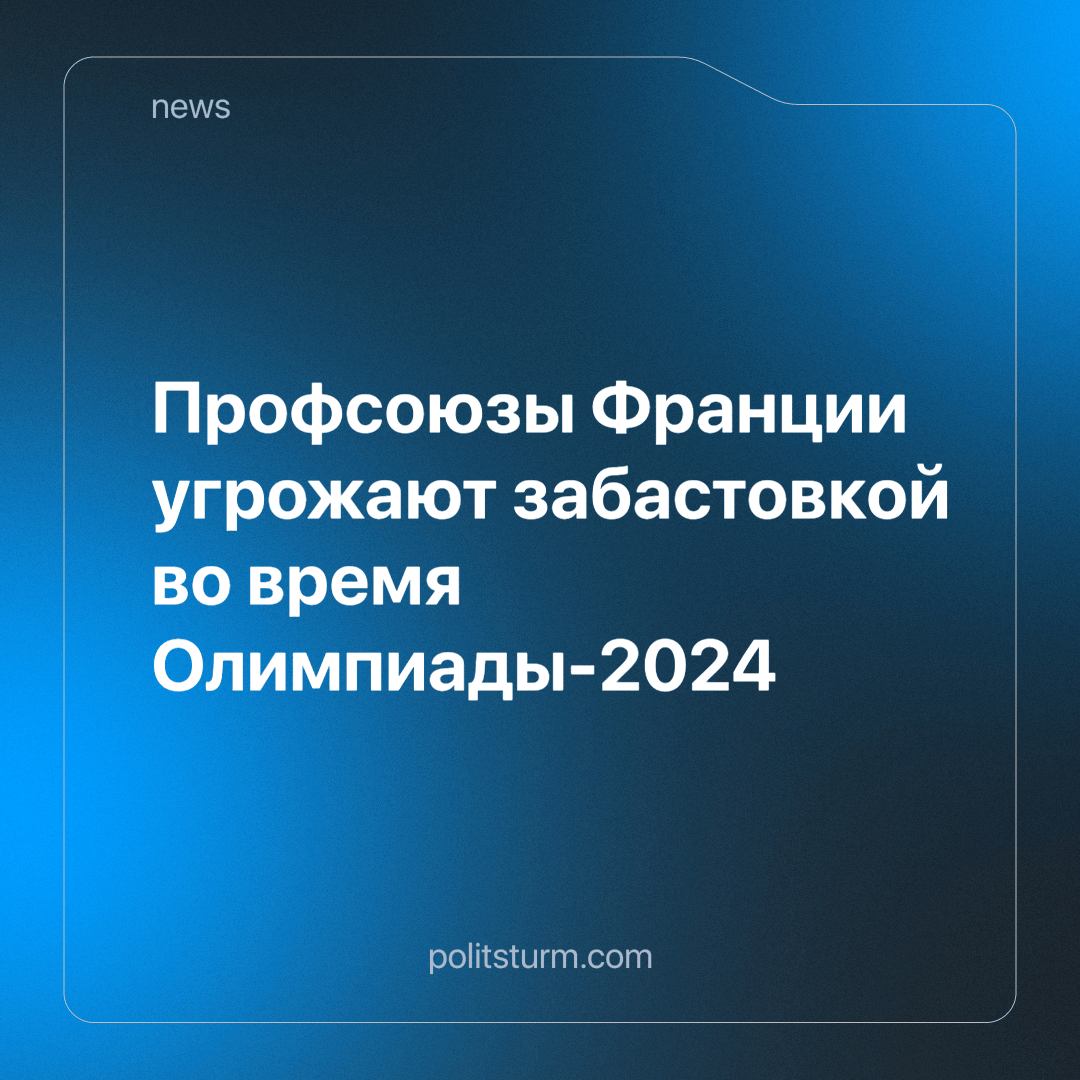 news
Профсоюзы Франции
угрожают забастовкой
во время
Олимпиады-2024
politsturm.com